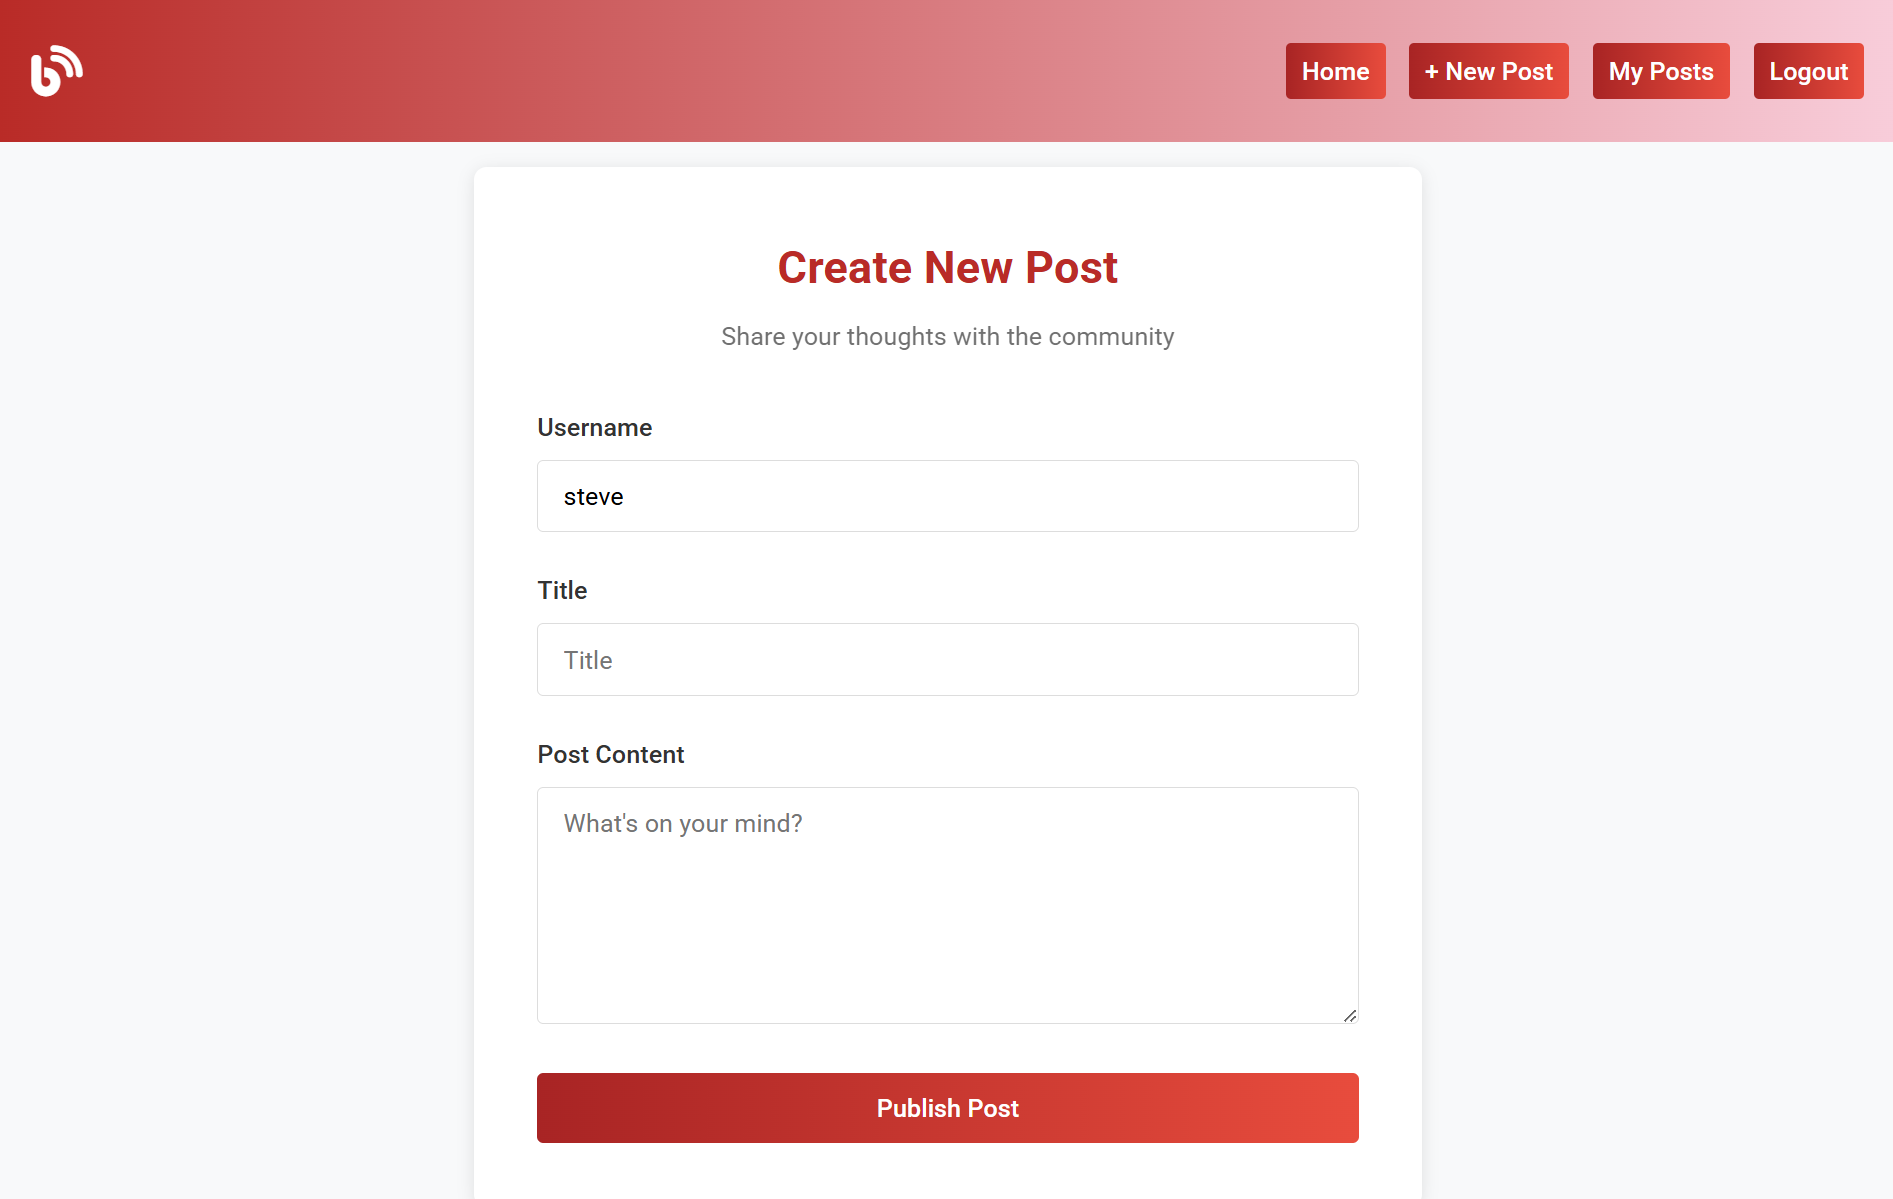 b
Home
+ New Post
My Posts
Logout
Create New Post
Share your thoughts with the community
Username
steve
Title
Title
Post Content
What's on your mind?
Publish Post